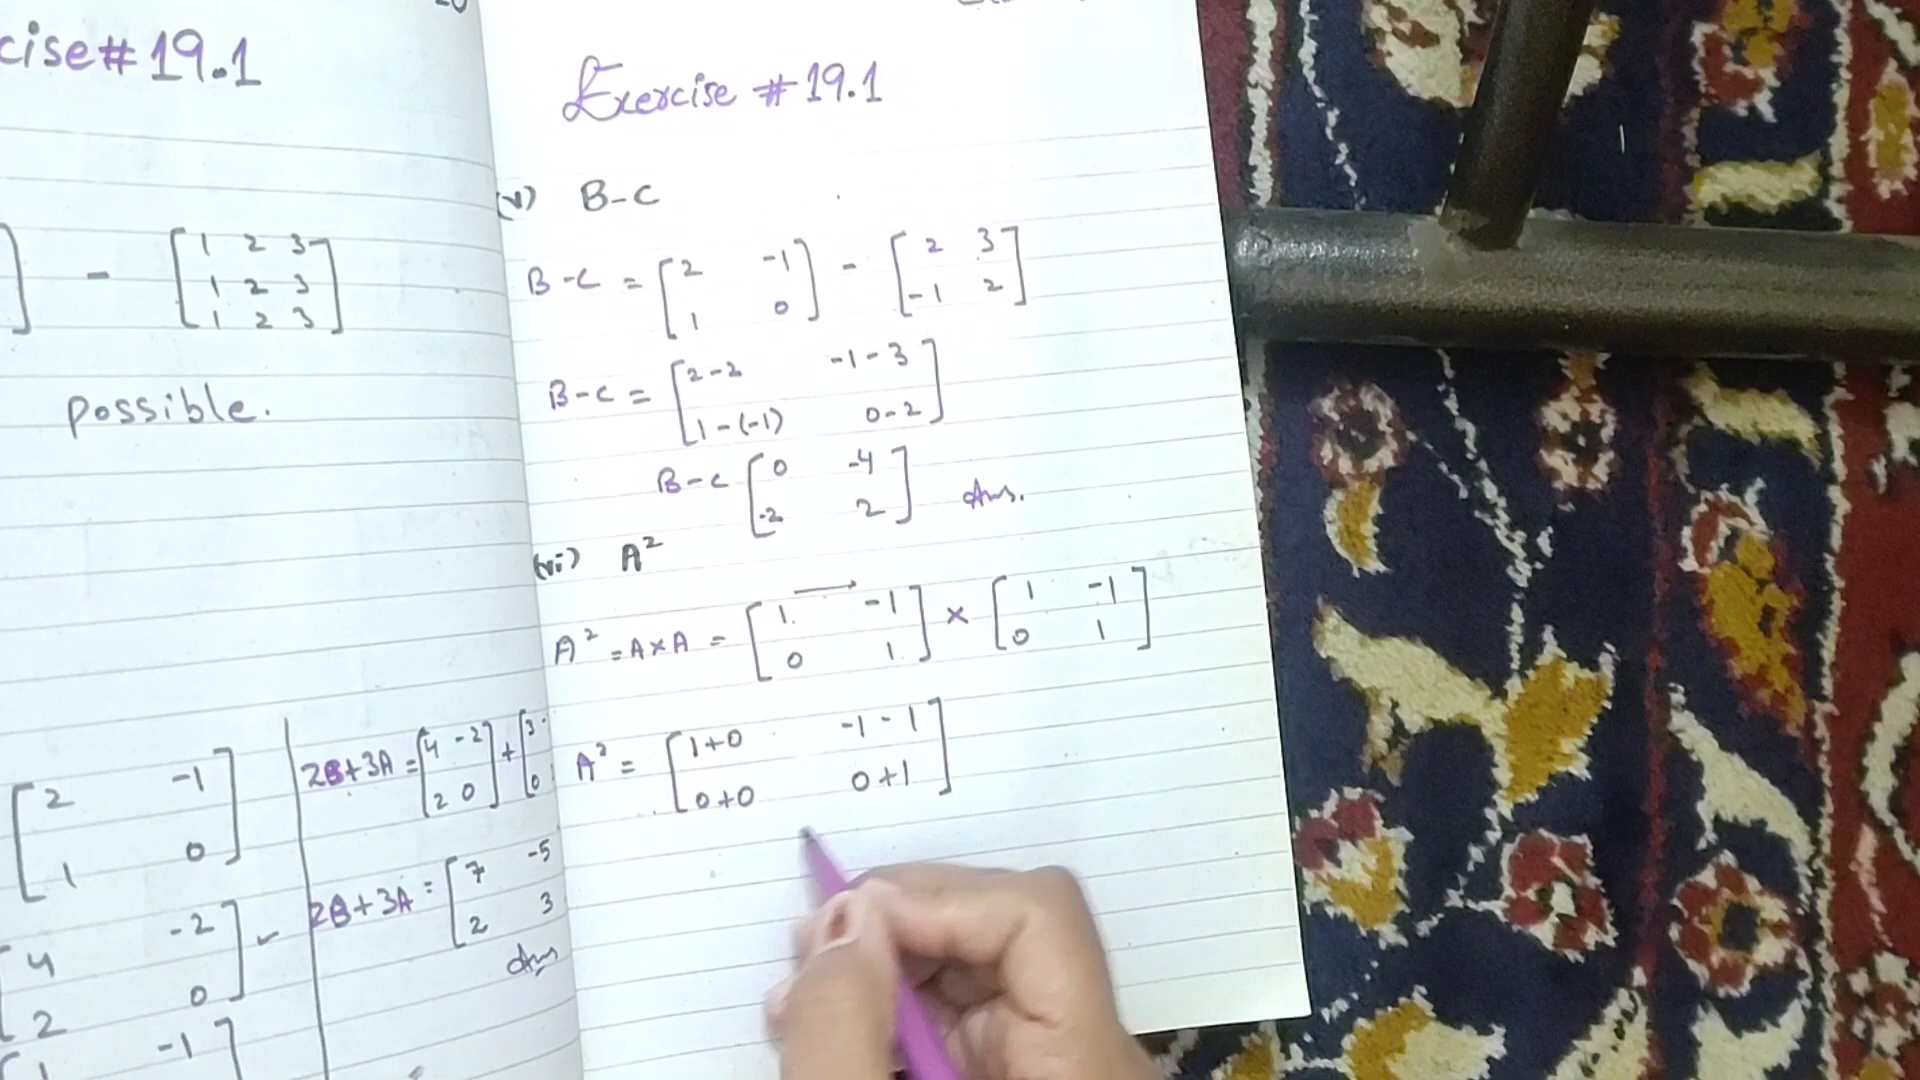 cise # 19.1
- [1 2 3
1 2 3
1 2 3]
possible.
[2 -1
1 0]
[4 -2
2 0] ✓
-1
2B+3A = [4 -2
2 0] + [3
0
2B+3A = [7 -5
2 3
Ans
Exercise # 19.1
(v) B-C
B-C = [2 -1
1 0] - [2 3
-1 2]
B-C = [2-2 -1-3
1-(-1) 0-2]
B-C [0 -4
-2 2] Ans.
(vi) A²
A² = A×A = [1 -1
0 1] × [1 -1
0 1]
A² = [1+0 -1-1
0+0 0+1]